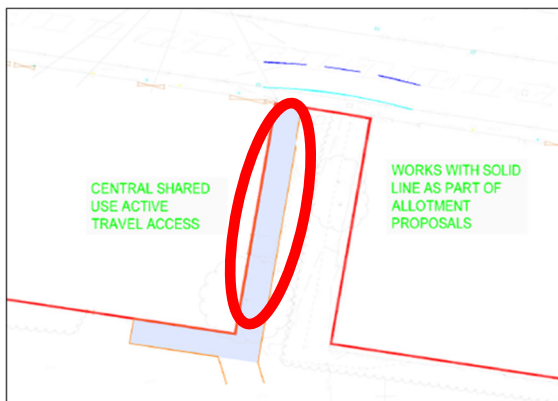 CENTRAL SHARED
USE ACTIVE
TRAVEL ACCESS
WORKS WITH SOLID
LINE AS PART OF
ALLOTMENT
PROPOSALS